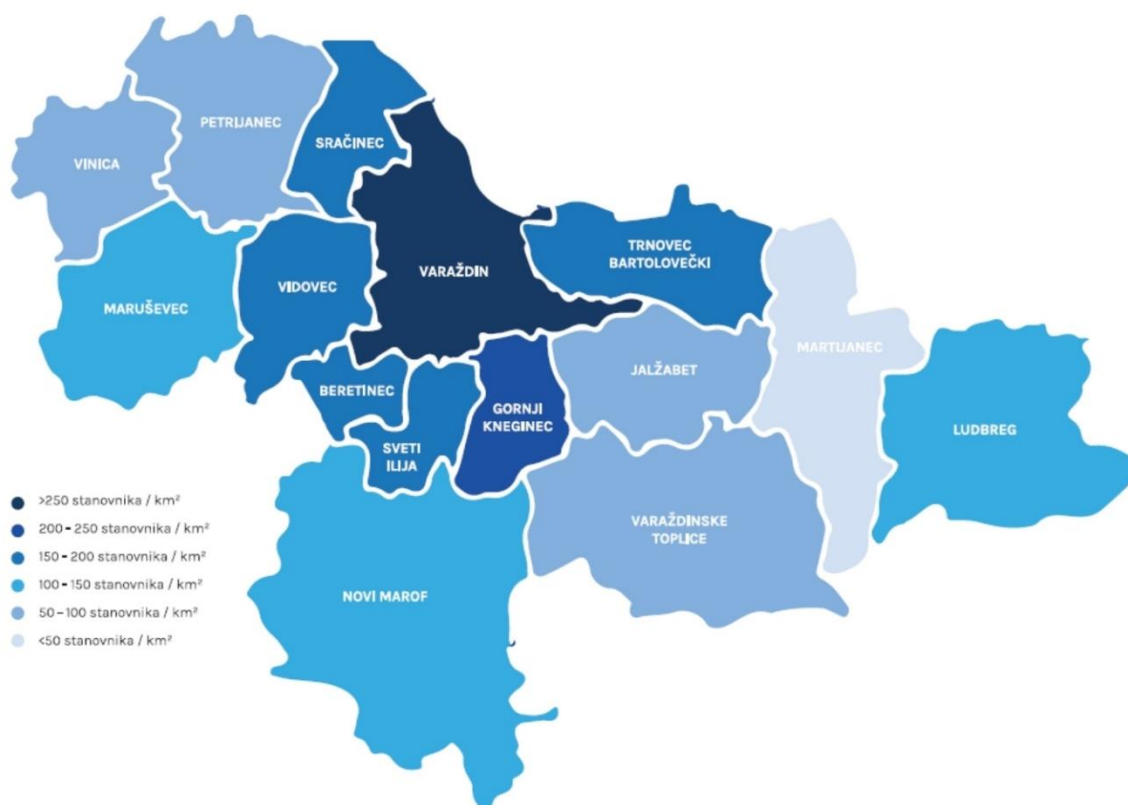 PETRIJANEC
VINICA
SRAČINEC
TRNOVEC
BARTOLOVEČKI
VARAŽDIN
VIDOVEC
MARUŠEVEC
MARTIJANEC
JALŽABET
BERETINEC
GORNJI
KNEGINEC
LUDBREG
SVETI
ILIJA
VARAŽDINSKE
TOPLICE
NOVI MAROF
>250 stanovnika / km²
200 - 250 stanovnika / km²
150 - 200 stanovnika / km²
100 - 150 stanovnika / km²
50 – 100 stanovnika / km²
<50 stanovnika / km²